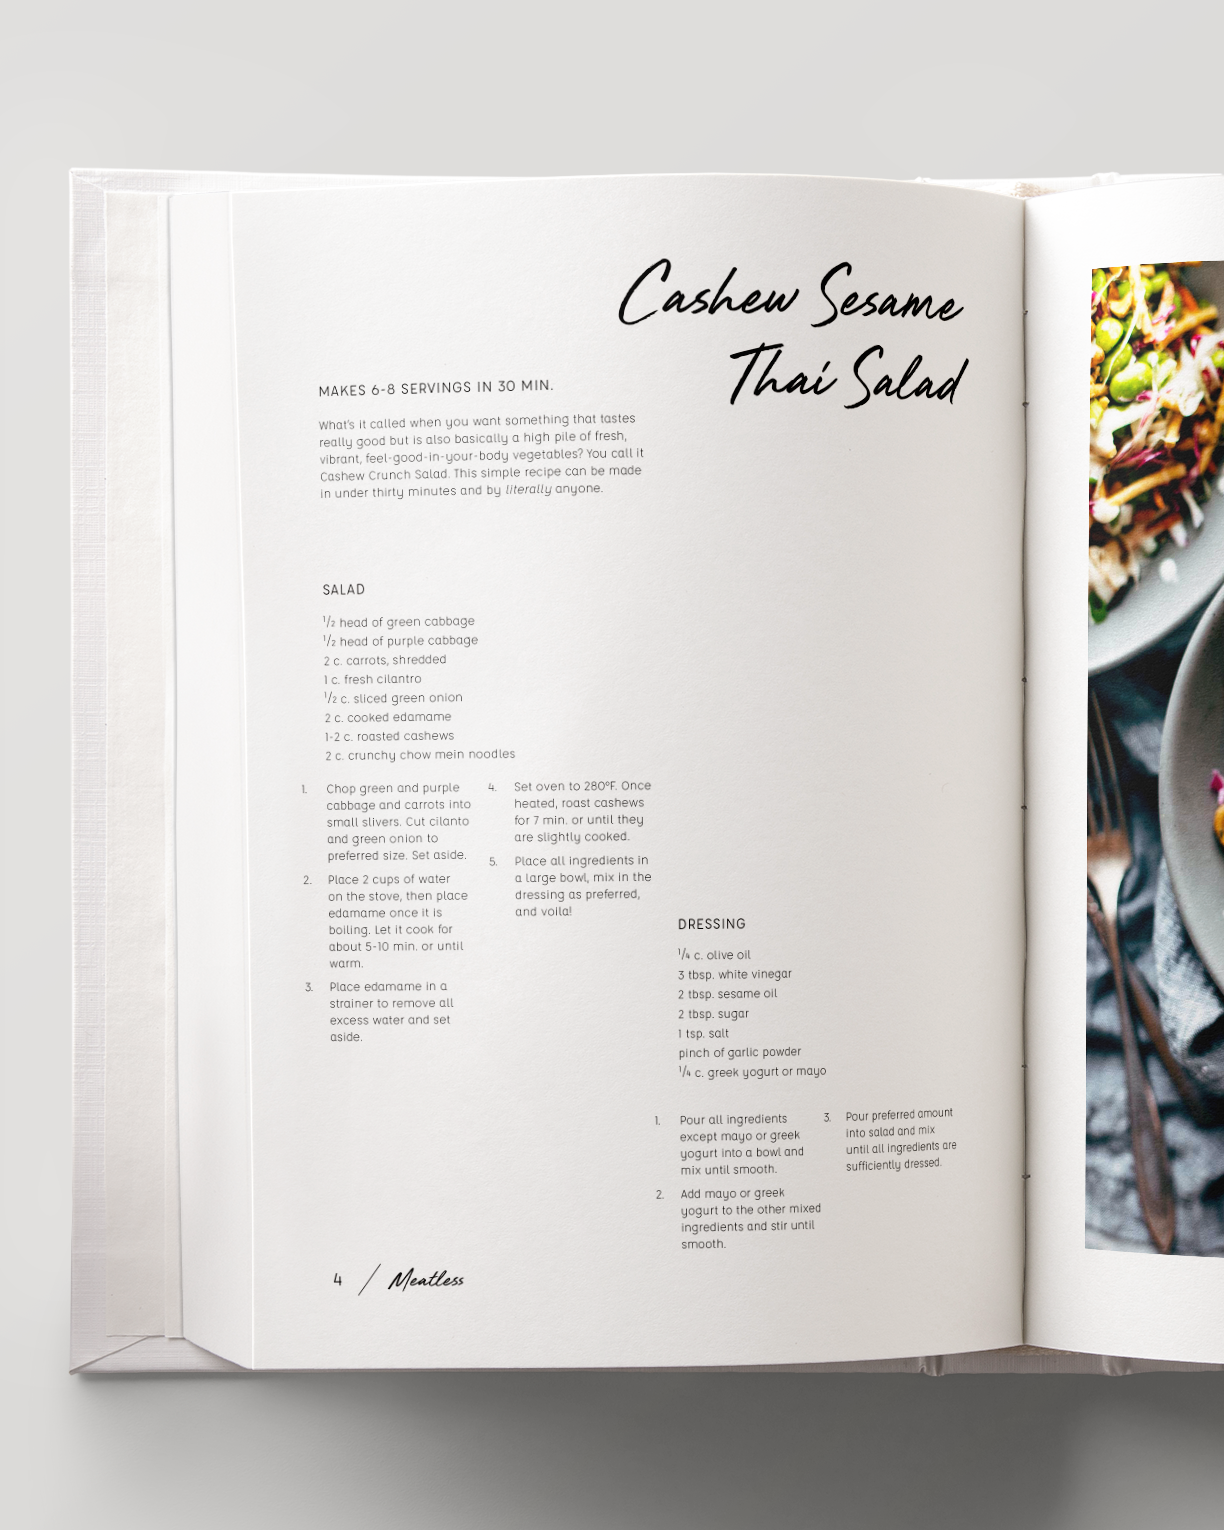 Cashew Sesame
Thai Salad
MAKES 6-8 SERVINGS IN 30 MIN.
What's it called when you want something that tastes
really good but is also basically a high pile of fresh,
vibrant, feel-good-in-your-body vegetables? You call it
Cashew Crunch Salad. This simple recipe can be made
in under thirty minutes and by literally anyone.
SALAD
1/2 head of green cabbage
1/2 head of purple cabbage
2 c. carrots, shredded
1 c. fresh cilantro
1/2 c. sliced green onion
2 c. cooked edamame
1-2 c. roasted cashews
2 c. crunchy chow mein noodles
1. Chop green and purple
cabbage and carrots into
small slivers. Cut cilanto
and green onion to
preferred size. Set aside.
2. Place 2 cups of water
on the stove, then place
edamame once it is
boiling. Let it cook for
about 5-10 min. or until
warm.
3. Place edamame in a
strainer to remove all
excess water and set
aside.
4. Set oven to 280°F. Once
heated, roast cashews
for 7 min. or until they
are slightly cooked.
5. Place all ingredients in
a large bowl, mix in the
dressing as preferred,
and voila!
DRESSING
1/4 c. olive oil
3 tbsp. white vinegar
2 tbsp. sesame oil
2 tbsp. sugar
1 tsp. salt
pinch of garlic powder
1/4 c. greek yogurt or mayo
1. Pour all ingredients
except mayo or greek
yogurt into a bowl and
mix until smooth.
2. Add mayo or greek
yogurt to the other mixed
ingredients and stir until
smooth.
3. Pour preferred amount
into salad and mix
until all ingredients are
sufficiently dressed.
4 / Meatless